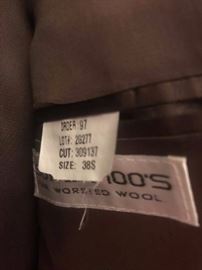 ORDER 97
LOT#: 26277
CUT: 309137
SIZE: 38S
100'S
WORSTED WOOL